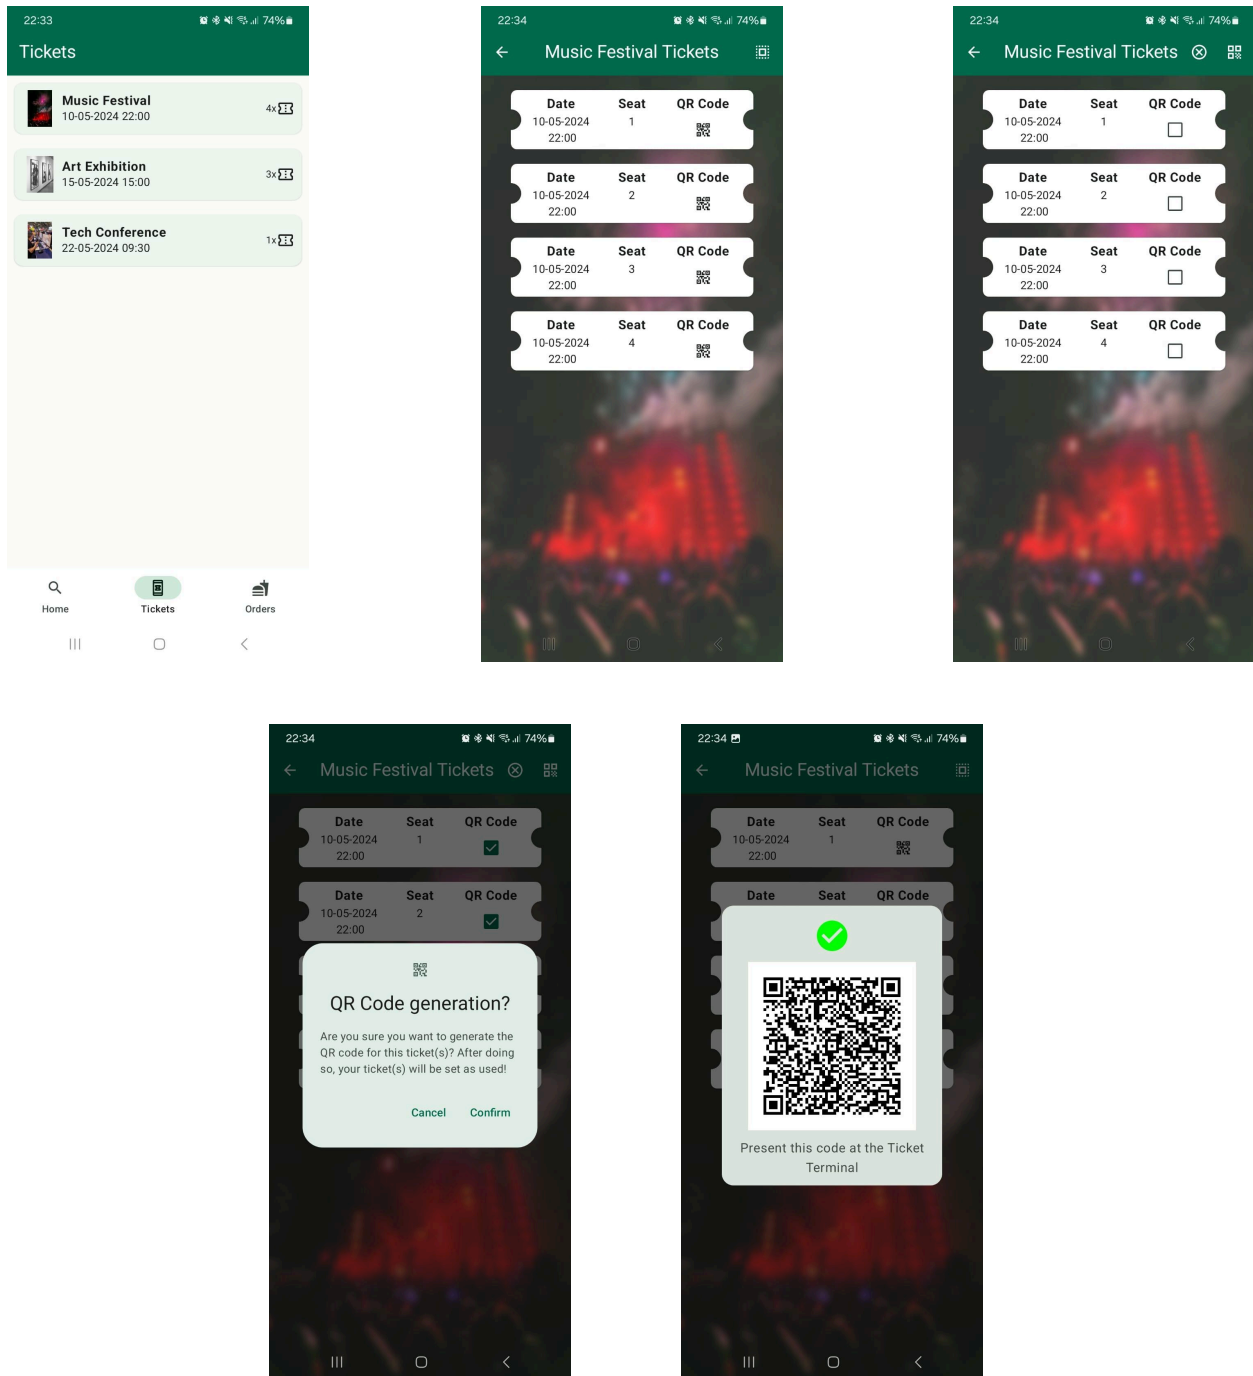 22:33
74%
Tickets
Music Festival
10-05-2024 22:00
4x
Art Exhibition
15-05-2024 15:00
3x
Tech Conference
22-05-2024 09:30
1x
Home
Tickets
Orders
22:34
74%
Music Festival Tickets
Date Seat QR Code
10-05-2024 1
22:00
Date Seat QR Code
10-05-2024 2
22:00
Date Seat QR Code
10-05-2024 3
22:00
Date Seat QR Code
10-05-2024 4
22:00
22:34
74%
Music Festival Tickets
Date Seat QR Code
10-05-2024 1
22:00
Date Seat QR Code
10-05-2024 2
22:00
Date Seat QR Code
10-05-2024 3
22:00
Date Seat QR Code
10-05-2024 4
22:00
22:34
74%
Music Festival Tickets
Date Seat QR Code
10-05-2024 1
22:00
Date Seat QR Code
10-05-2024 2
22:00
QR Code generation?
Are you sure you want to generate the
QR code for this ticket(s)? After doing
so, your ticket(s) will be set as used!
Cancel Confirm
22:34
74%
Music Festival Tickets
Date Seat QR Code
10-05-2024 1
22:00
Date Seat QR Code
Present this code at the Ticket
Terminal